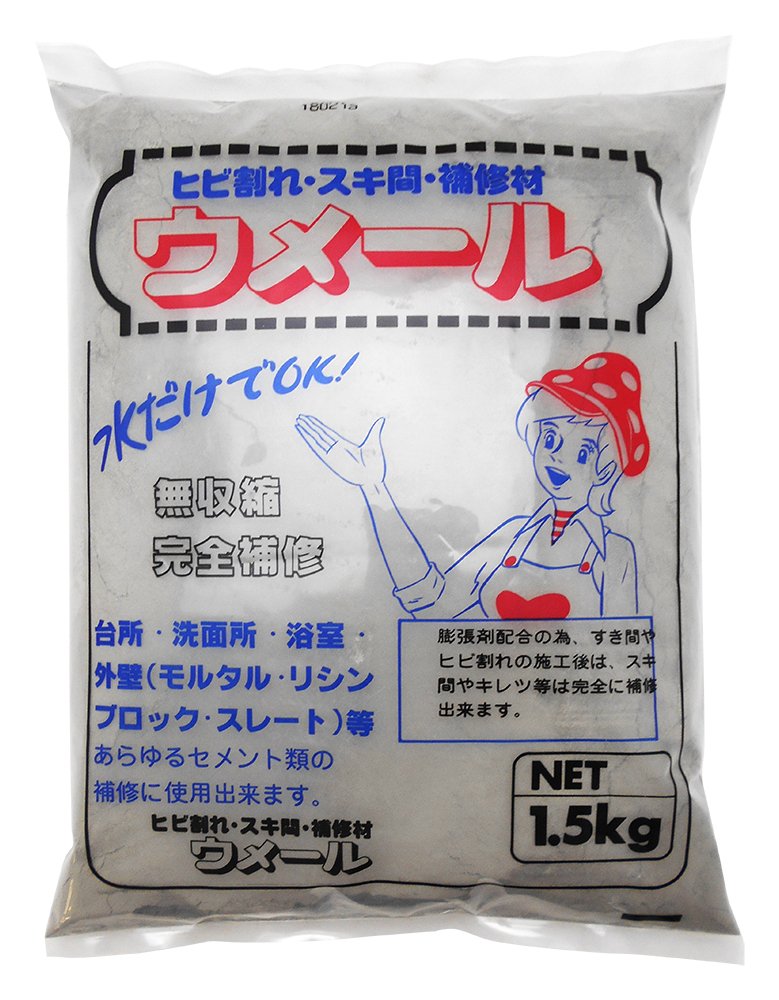 180213
ヒビ割れ・スキ間・補修材
ウメール
水だけでOK!
無収縮
完全補修
台所・洗面所・浴室・
外壁(モルタル・リシン
ブロック・スレート)等
あらゆるセメント類の
補修に使用出来ます。
膨張剤配合の為、すき間や
ヒビ割れの施工後は、スキ
間やキレツ等は完全に補修
出来ます。
NET
1.5kg
ヒビ割れ・スキ間・補修材
ウメール